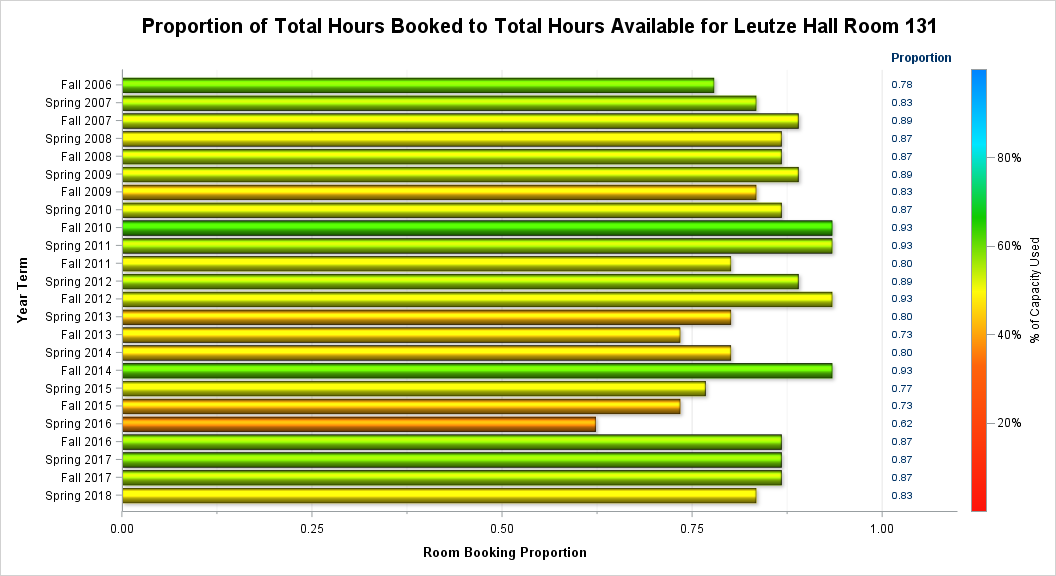 Proportion of Total Hours Booked to Total Hours Available for Leutze Hall Room 131
Proportion
Fall 2006 0.78
Spring 2007 0.83
Fall 2007 0.89
Spring 2008 0.87
Fall 2008 0.87
Spring 2009 0.89
Fall 2009 0.83
Spring 2010 0.87
Fall 2010 0.93
Spring 2011 0.93
Fall 2011 0.80
Spring 2012 0.89
Fall 2012 0.93
Spring 2013 0.80
Fall 2013 0.73
Spring 2014 0.80
Fall 2014 0.93
Spring 2015 0.77
Fall 2015 0.73
Spring 2016 0.62
Fall 2016 0.87
Spring 2017 0.87
Fall 2017 0.87
Spring 2018 0.83
Year Term
0.00 0.25 0.50 0.75 1.00
Room Booking Proportion
80%
60%
40%
20%
% of Capacity Used